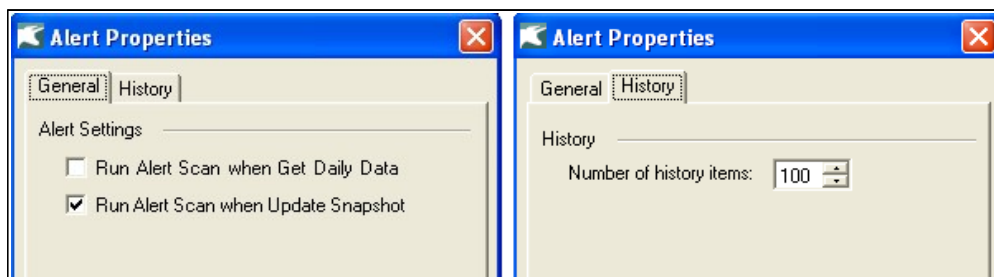 Alert Properties
General History
Alert Settings
Run Alert Scan when Get Daily Data
Run Alert Scan when Update Snapshot
Alert Properties
General History
History
Number of history items: 100